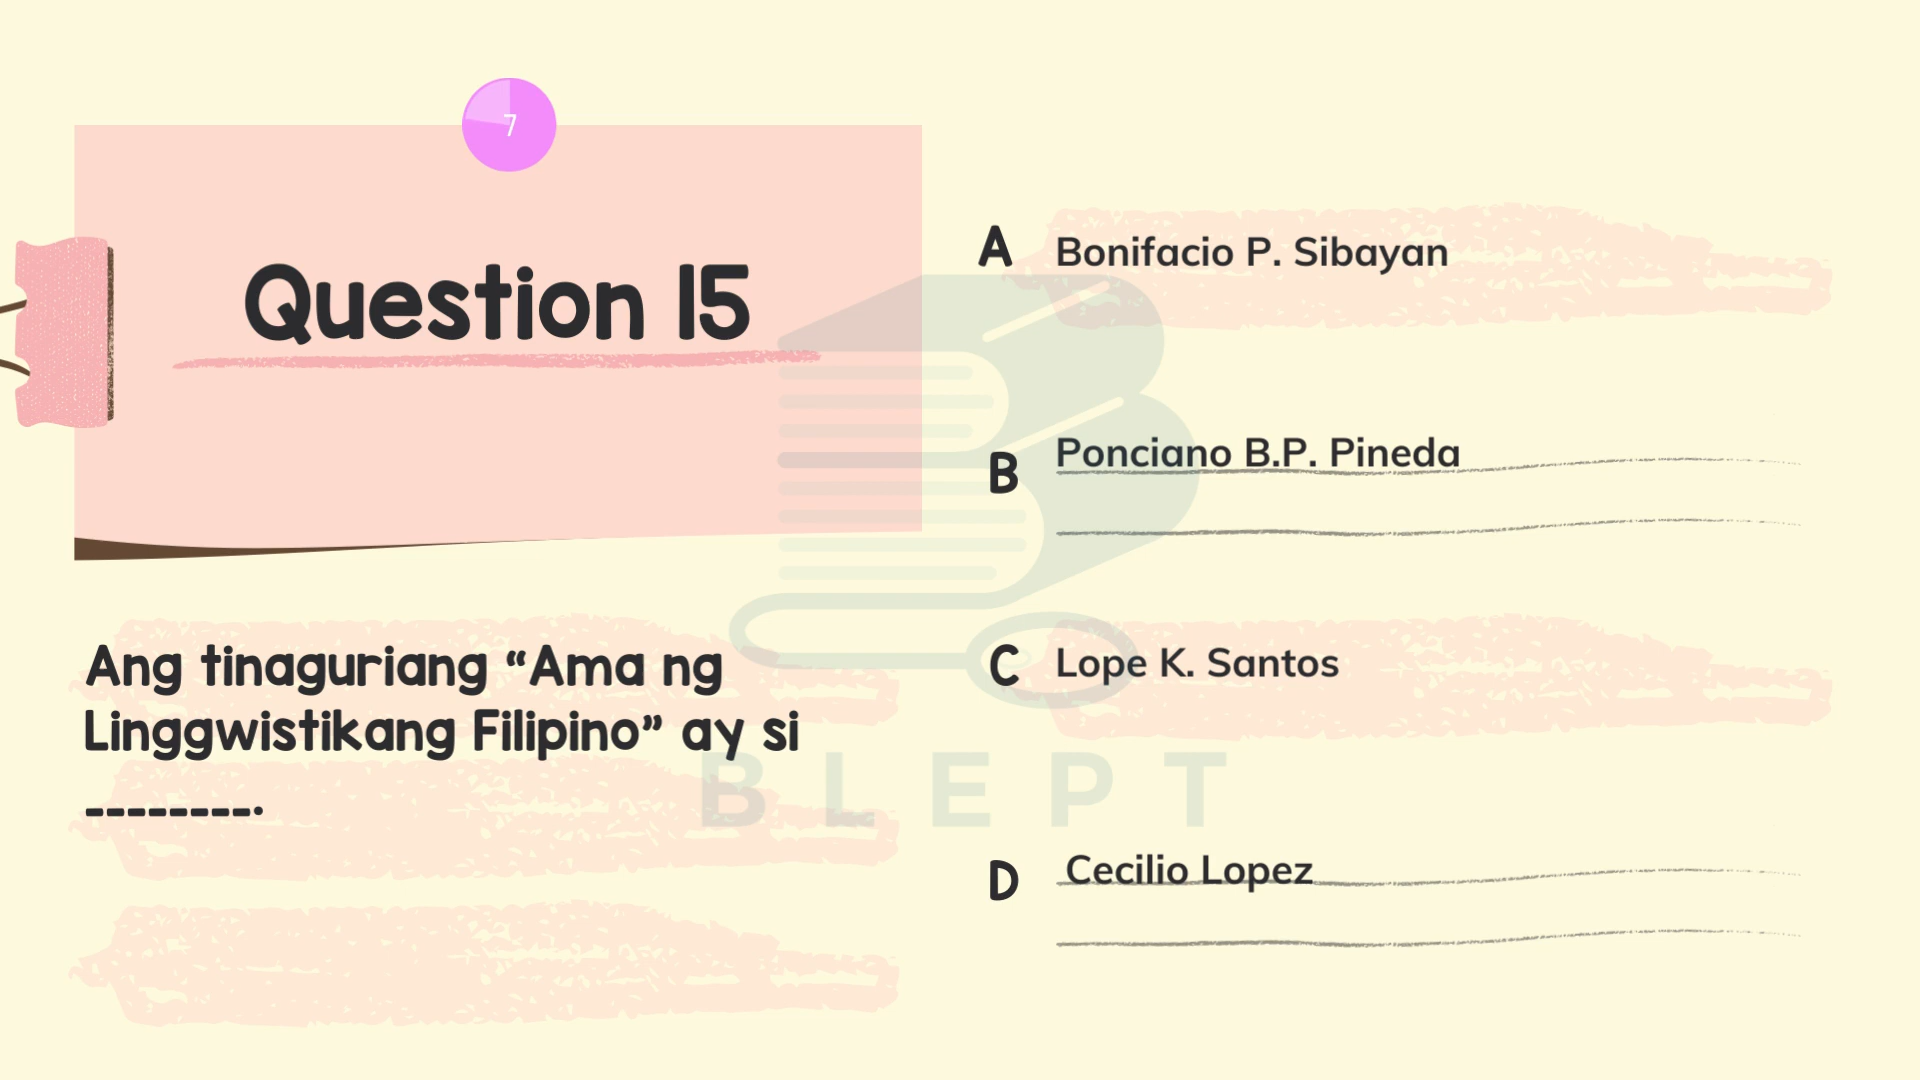 7
Question 15
Ang tinaguriang “Ama ng
Linggwistikang Filipino” ay si
________.
A Bonifacio P. Sibayan
B Ponciano B.P. Pineda
C Lope K. Santos
D Cecilio Lopez
BLEPT